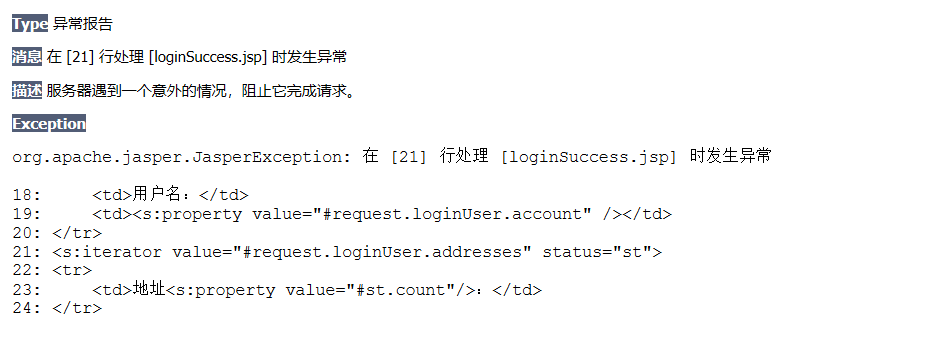 Type 异常报告
消息 在 [21] 行处理 [loginSuccess.jsp] 时发生异常
描述 服务器遇到一个意外的情况，阻止它完成请求。
Exception
org.apache.jasper.JasperException: 在 [21] 行处理 [loginSuccess.jsp] 时发生异常
18:     <td>用户名：</td>
19:     <td><s:property value="#request.loginUser.account" /></td>
20: </tr>
21: <s:iterator value="#request.loginUser.addresses" status="st">
22: <tr>
23:     <td>地址<s:property value="#st.count"/>：</td>
24: </tr>